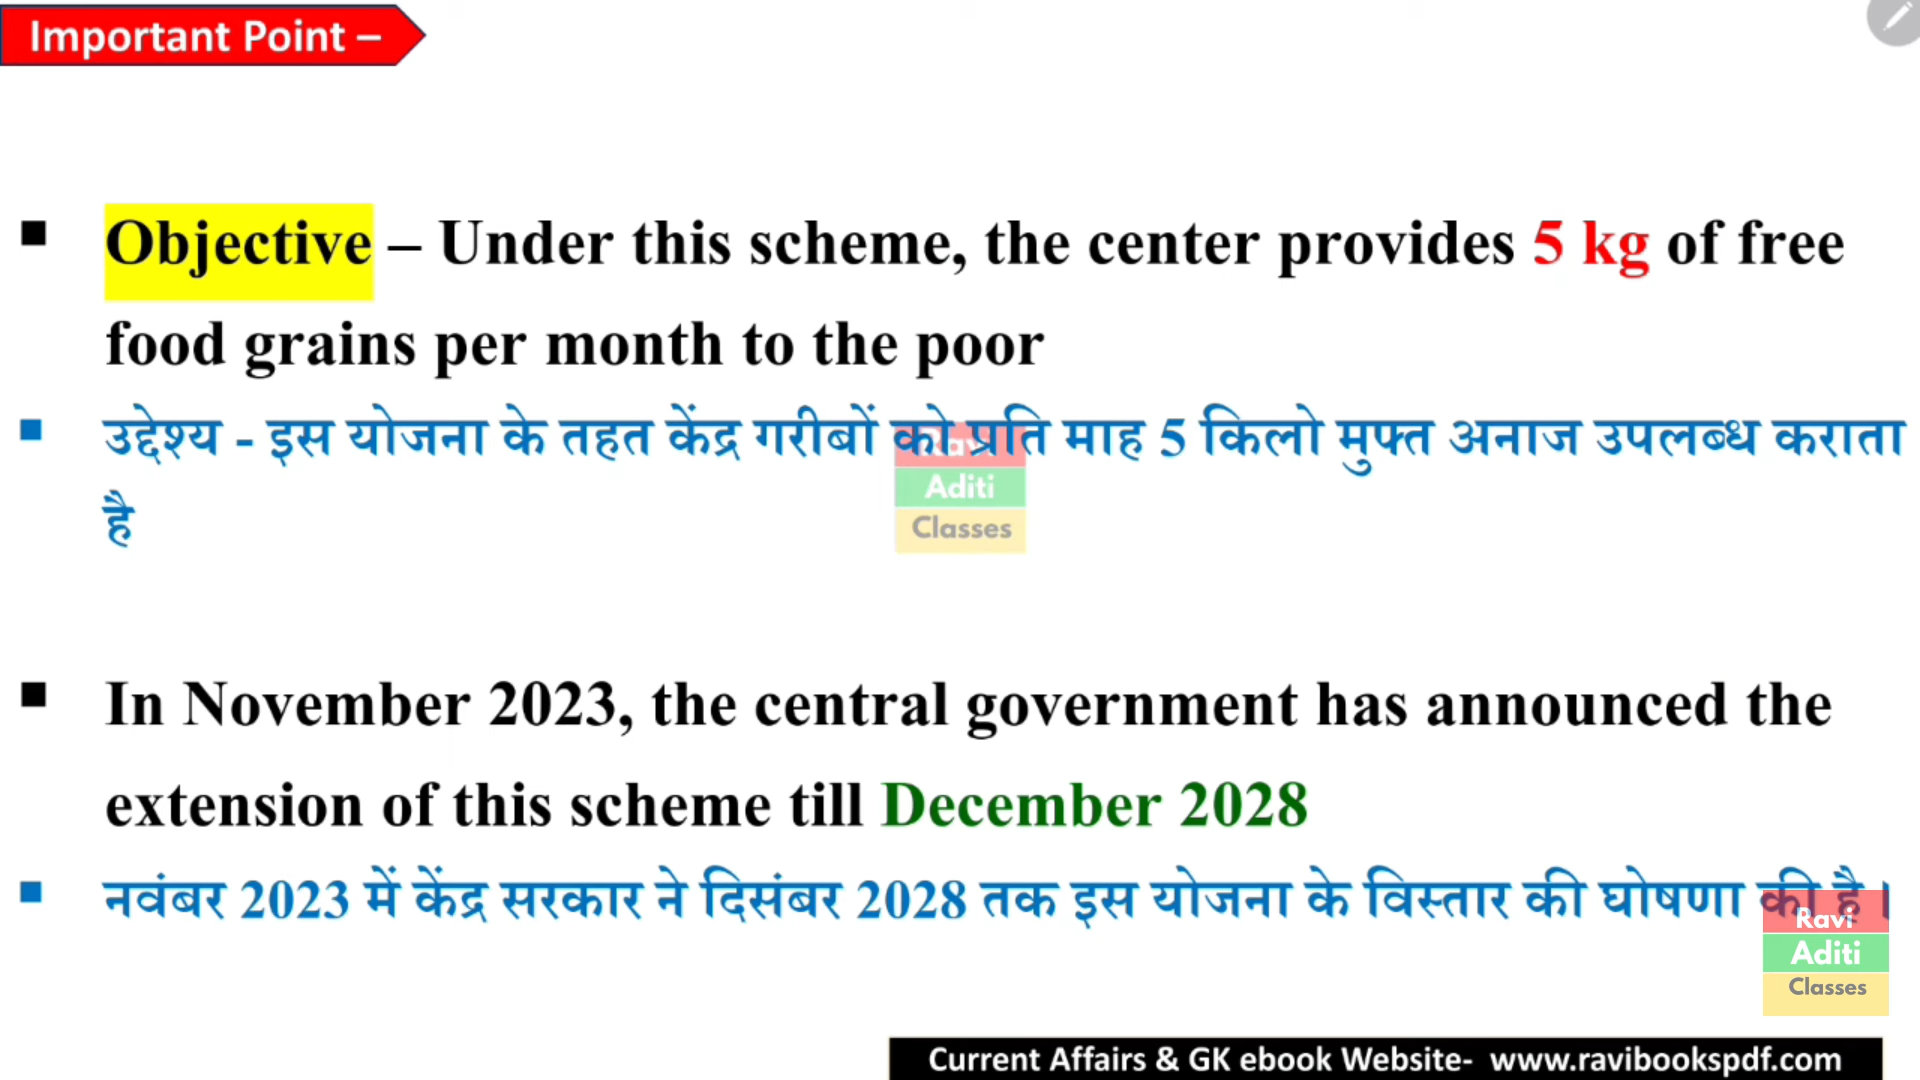 Important Point –
▪ Objective – Under this scheme, the center provides 5 kg of free
food grains per month to the poor
▪ उद्देश्य - इस योजना के तहत केंद्र गरीबों को प्रति माह 5 किलो मुफ्त अनाज उपलब्ध कराता
है
Ravi
Aditi
Classes
▪ In November 2023, the central government has announced the
extension of this scheme till December 2028
▪ नवंबर 2023 में केंद्र सरकार ने दिसंबर 2028 तक इस योजना के विस्तार की घोषणा की है।
Ravi
Aditi
Classes
Current Affairs & GK ebook Website- www.ravibookspdf.com